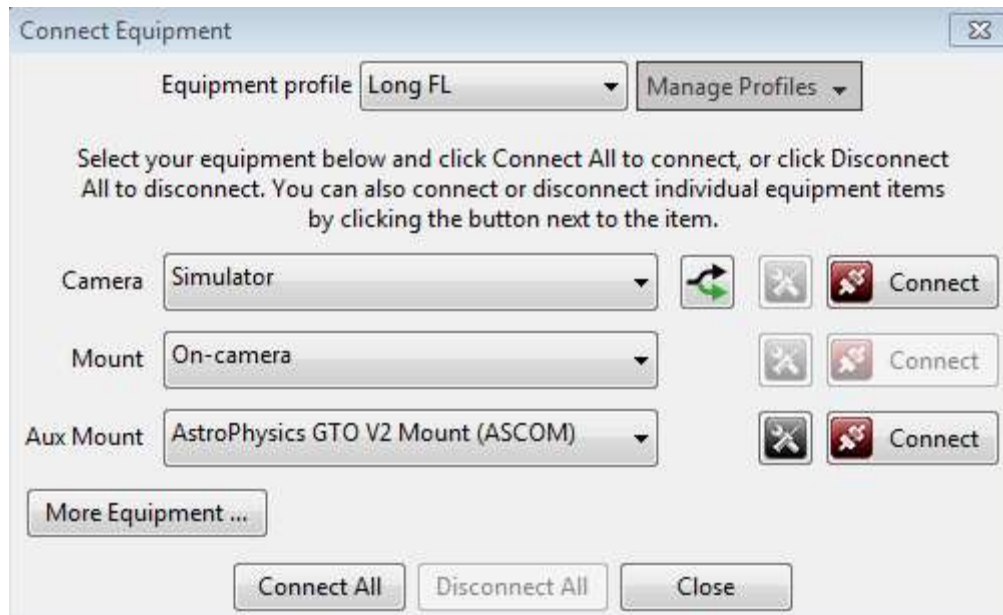 Connect Equipment
Equipment profile Long FL Manage Profiles
Select your equipment below and click Connect All to connect, or click Disconnect
All to disconnect. You can also connect or disconnect individual equipment items
by clicking the button next to the item.
Camera Simulator Connect
Mount On-camera Connect
Aux Mount AstroPhysics GTO V2 Mount (ASCOM) Connect
More Equipment ...
Connect All Disconnect All Close